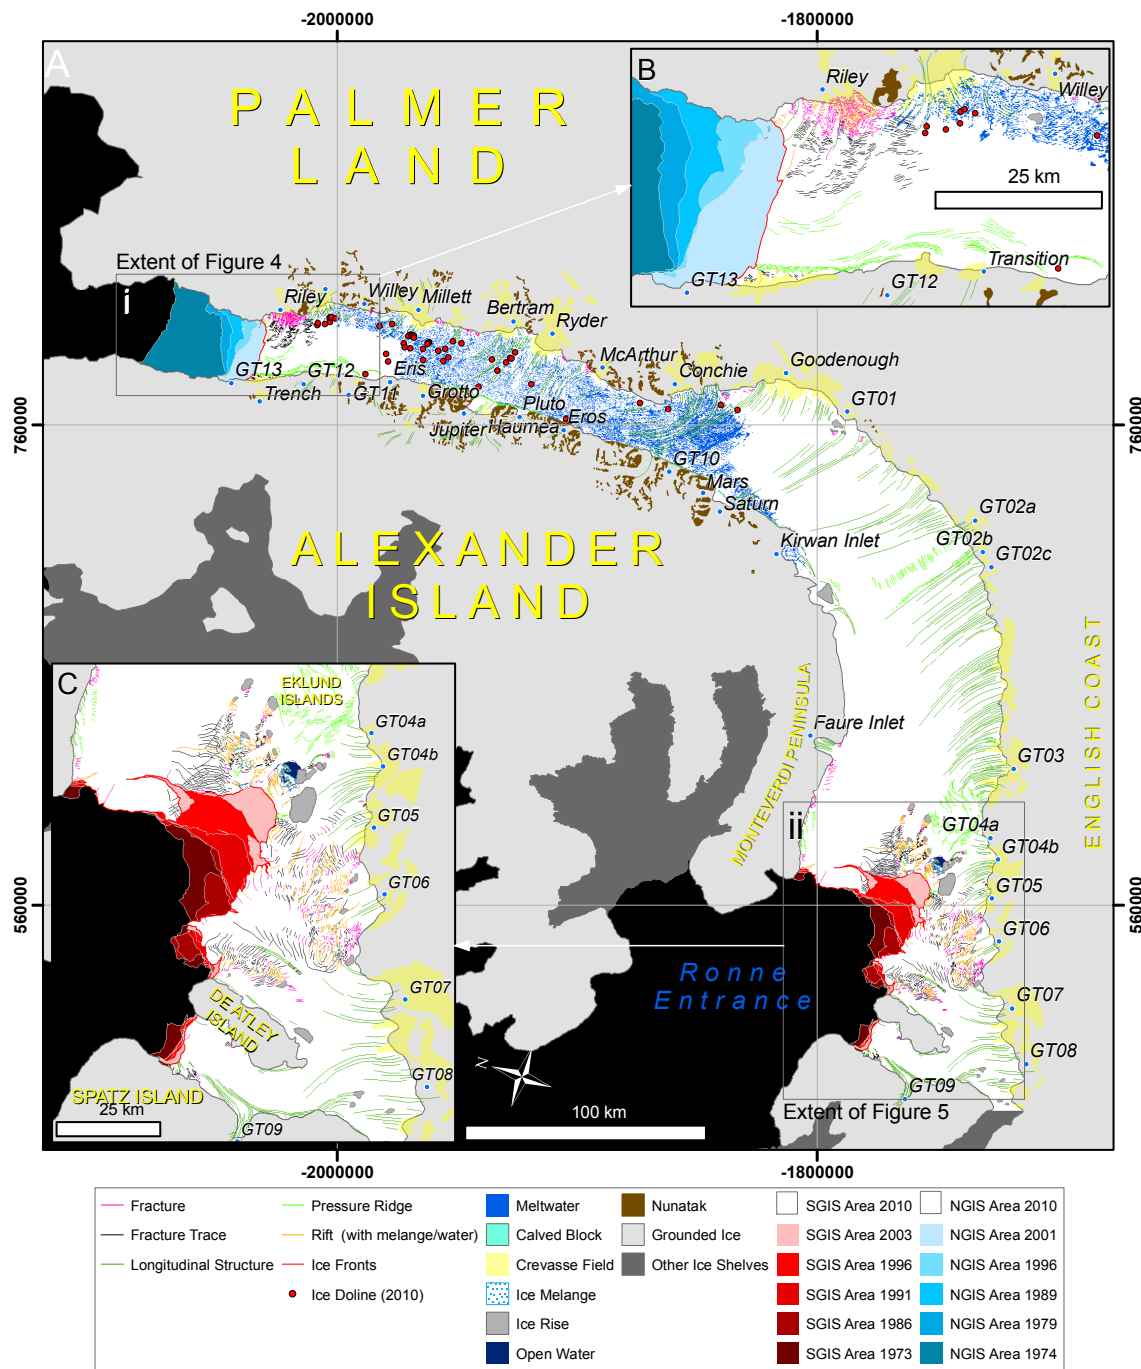 -2000000
-1800000
A
PALMER
LAND
B
Riley
Willey
25 km
Transition
GT13
GT12
Extent of Figure 4
i
Riley
Willey
Millett
Bertram
Ryder
McArthur
Conchie
Goodenough
GT01
GT13
GT12
Eris
Trench
GT11
Grotto
Pluto
Eros
Jupiter
Haumea
760000
760000
GT10
Mars
Saturn
GT02a
GT02b
GT02c
Kirwan Inlet
ALEXANDER
ISLAND
ENGLISH COAST
MONTEVERDI PENINSULA
Faure Inlet
GT03
C
EKLUND
ISLANDS
GT04a
GT04b
GT05
GT06
GT07
DE ATLEY
ISLAND
GT08
SPATZ ISLAND
25 km
GT09
ii
GT04a
GT04b
GT05
GT06
GT07
GT08
GT09
560000
560000
Ronne
Entrance
N
100 km
Extent of Figure 5
-2000000
-1800000
Fracture
Fracture Trace
Longitudinal Structure
Pressure Ridge
Rift (with melange/water)
Ice Fronts
Ice Doline (2010)
Meltwater
Calved Block
Crevasse Field
Ice Melange
Ice Rise
Open Water
Nunatak
Grounded Ice
Other Ice Shelves
SGIS Area 2010
SGIS Area 2003
SGIS Area 1996
SGIS Area 1991
SGIS Area 1986
SGIS Area 1973
NGIS Area 2010
NGIS Area 2001
NGIS Area 1996
NGIS Area 1989
NGIS Area 1979
NGIS Area 1974